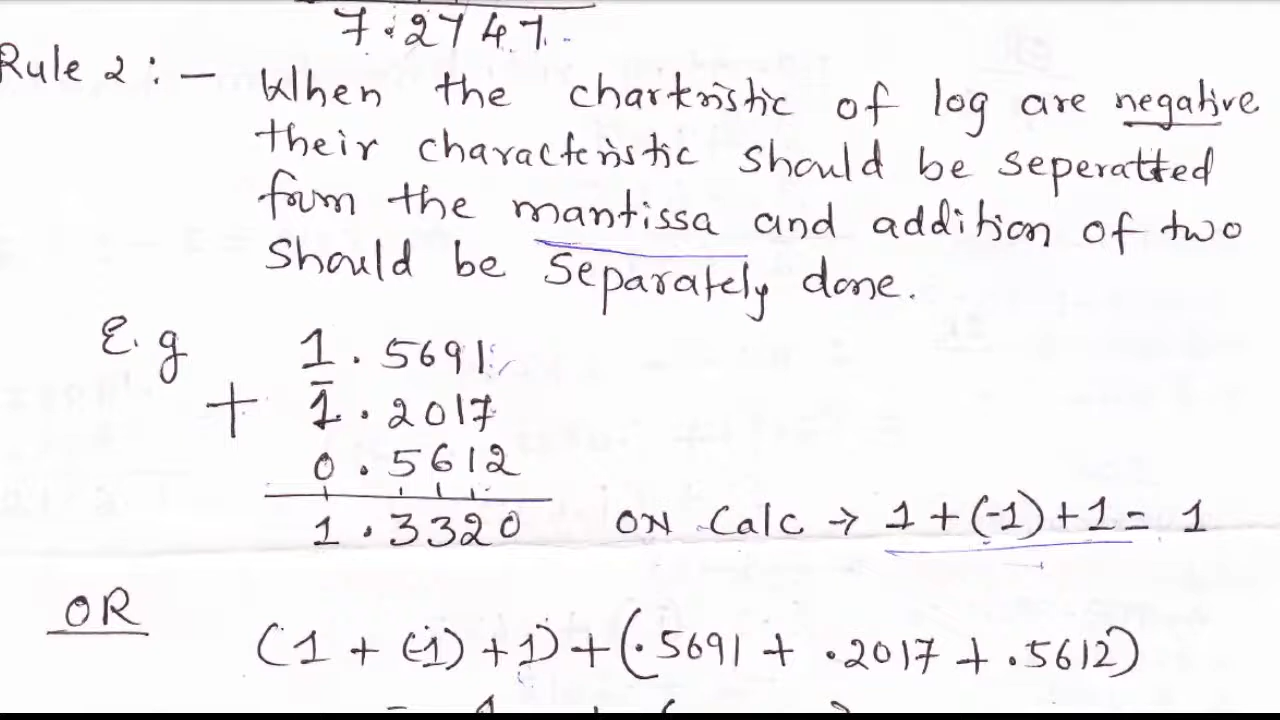 7.2747
Rule 2 : - When the charktristic of log are negative
their characteristic should be seperatted
from the mantissa and addition of two
should be separately done.
E.g 1.5691
+ 1̄.2017
0.5612
1.3320 ON Calc → 1 + (-1) + 1 = 1
OR
(1 + (-1) + 1) + (.5691 + .2017 + .5612)